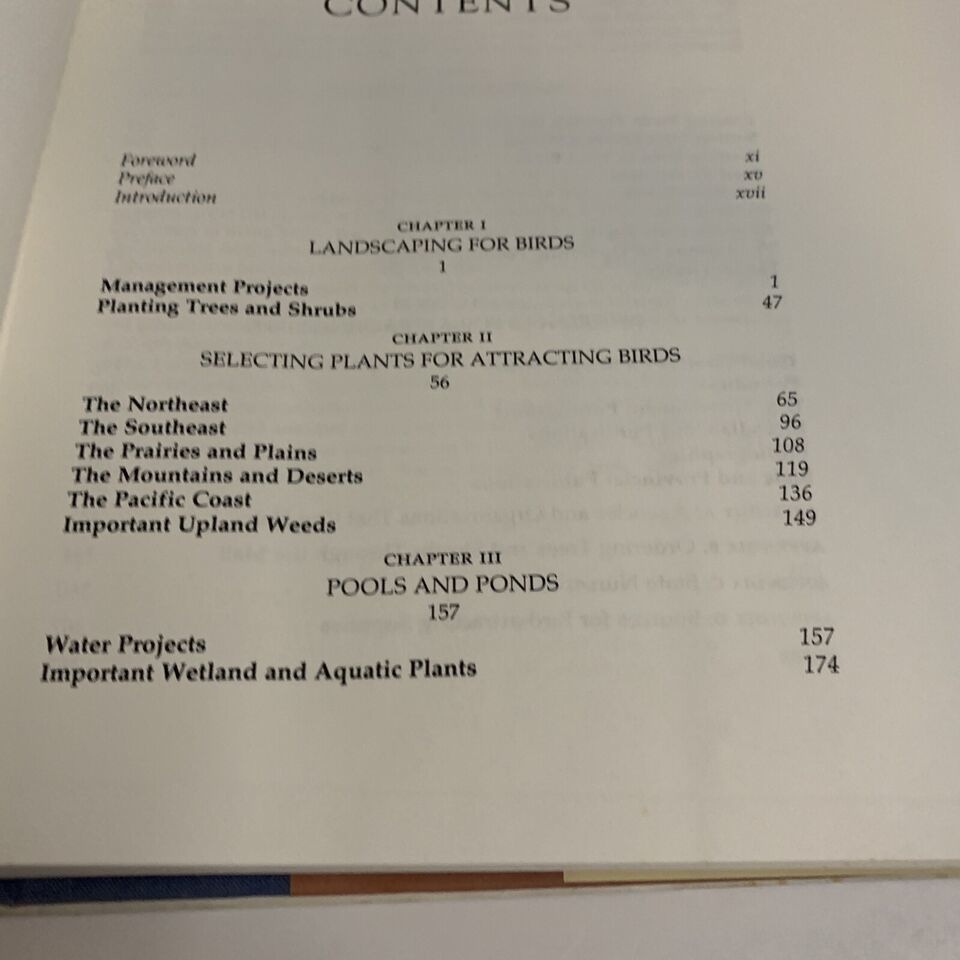 CONTENTS
Foreword xi
Preface xv
Introduction xvii
CHAPTER I
LANDSCAPING FOR BIRDS
1
Management Projects 1
Planting Trees and Shrubs 47
CHAPTER II
SELECTING PLANTS FOR ATTRACTING BIRDS
56
The Northeast 65
The Southeast 96
The Prairies and Plains 108
The Mountains and Deserts 119
The Pacific Coast 136
Important Upland Weeds 149
CHAPTER III
POOLS AND PONDS
157
Water Projects 157
Important Wetland and Aquatic Plants 174